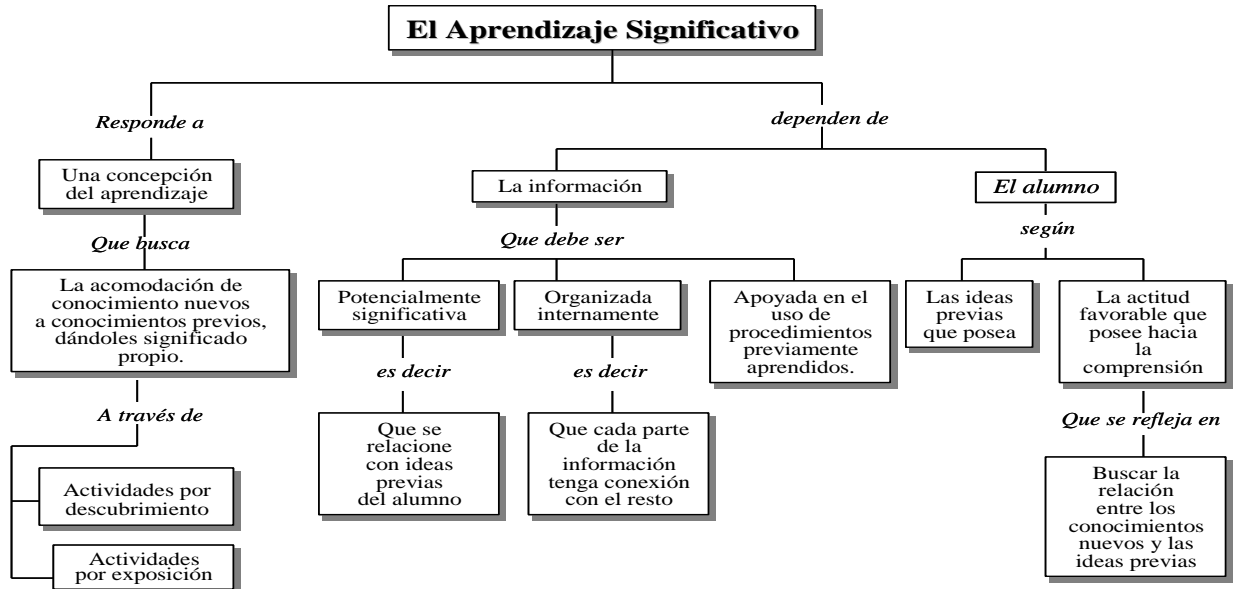 El Aprendizaje Significativo
Responde a
dependen de
Una concepción
del aprendizaje
La información
El alumno
Que busca
Que debe ser
según
La acomodación de
conocimiento nuevos
a conocimientos previos,
dándoles significado
propio.
Potencialmente
significativa
Organizada
internamente
Apoyada en el
uso de
procedimientos
previamente
aprendidos.
Las ideas
previas
que posea
La actitud
favorable que
posee hacia
la
comprensión
es decir
es decir
A través de
Que se
relacione
con ideas
previas
del alumno
Que cada parte
de la
información
tenga conexión
con el resto
Que se refleja en
Actividades por
descubrimiento
Buscar la
relación
entre los
conocimientos
nuevos y las
ideas previas
Actividades
por exposición